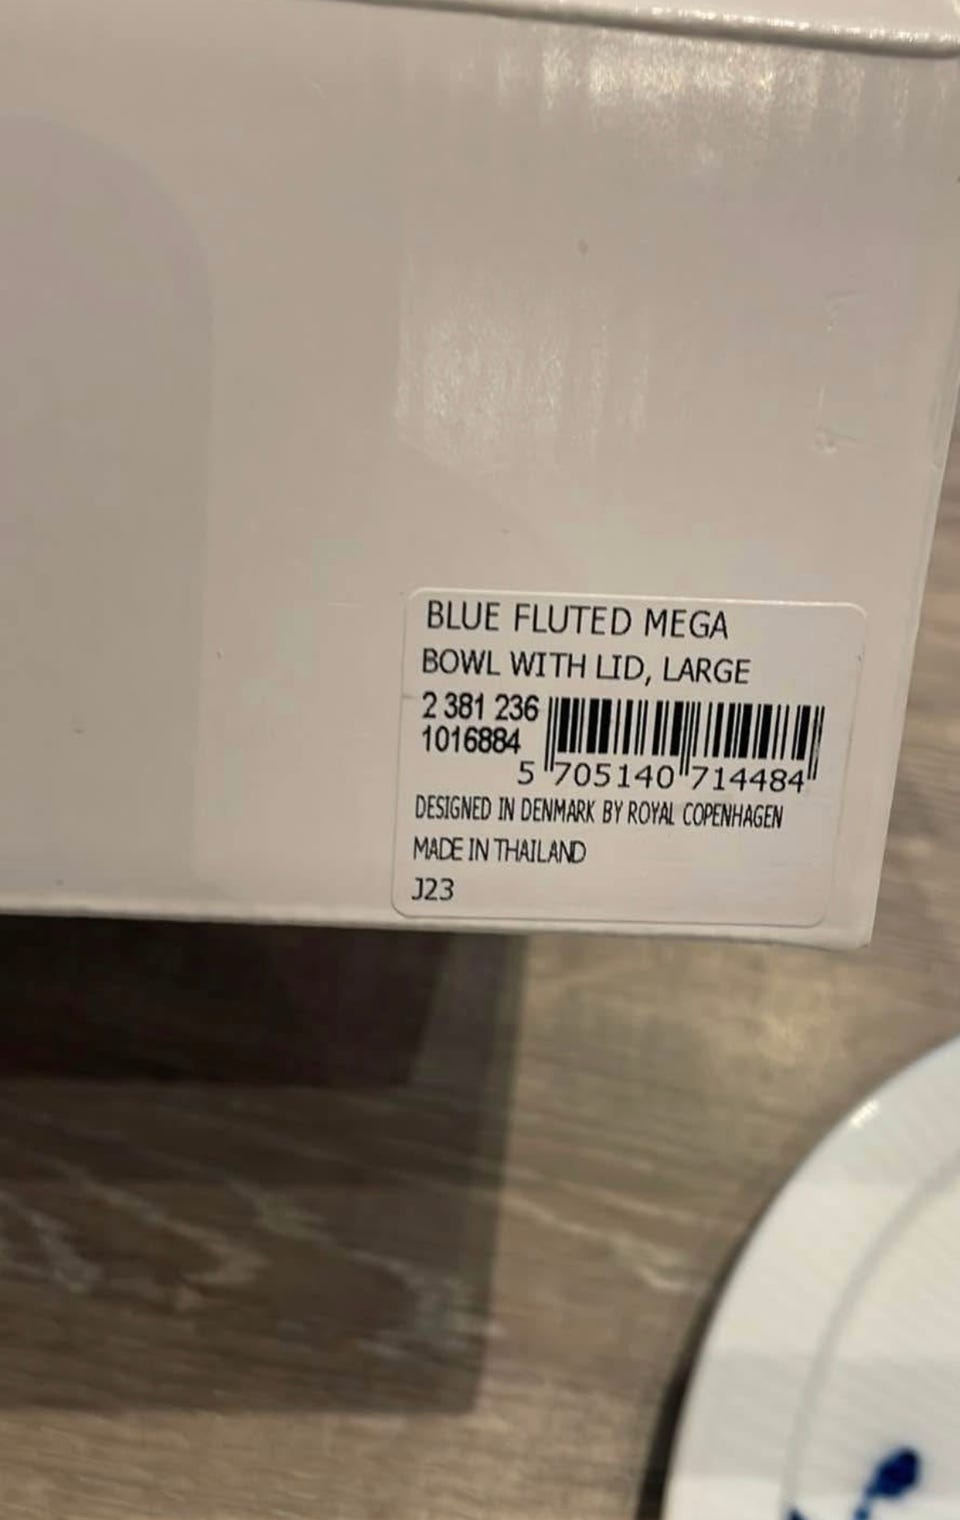 BLUE FLUTED MEGA
BOWL WITH LID, LARGE
2 381 236
1016884
5 705140 714484
DESIGNED IN DENMARK BY ROYAL COPENHAGEN
MADE IN THAILAND
J23